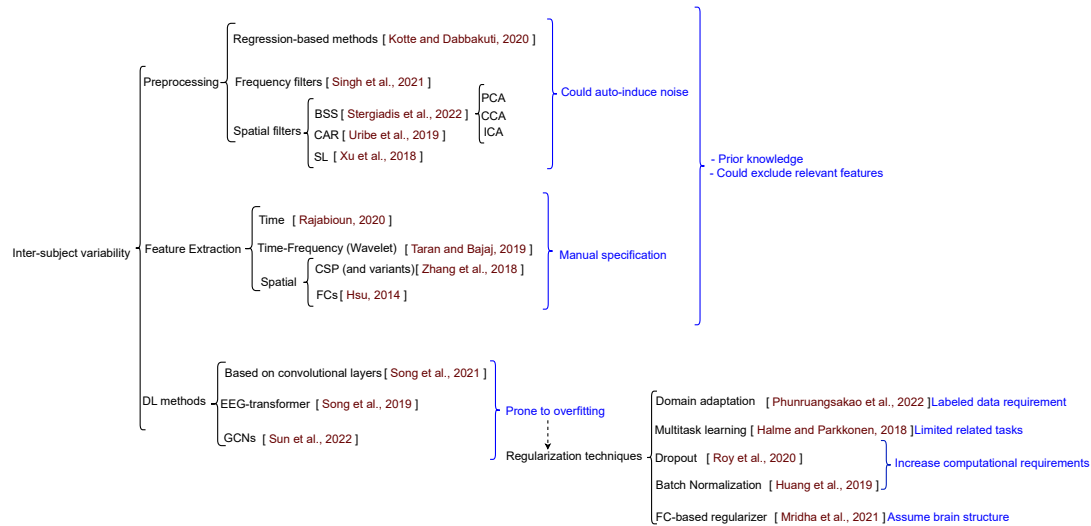 Regression-based methods [ Kotte and Dabbakuti, 2020 ]
Preprocessing
Frequency filters [ Singh et al., 2021 ]
Could auto-induce noise
PCA
BSS [ Stergiadis et al., 2022 ]
CCA
Spatial filters
CAR [ Uribe et al., 2019 ]
ICA
SL [ Xu et al., 2018 ]
- Prior knowledge
- Could exclude relevant features
Time [ Rajabioun, 2020 ]
Inter-subject variability
Feature Extraction
Time-Frequency (Wavelet) [ Taran and Bajaj, 2019 ]
Manual specification
CSP (and variants)[ Zhang et al., 2018 ]
Spatial
FCs[ Hsu, 2014 ]
Based on convolutional layers[ Song et al., 2021 ]
DL methods
EEG-transformer [ Song et al., 2019 ]
Prone to overfitting
GCNs [ Sun et al., 2022 ]
Regularization techniques
Domain adaptation [ Phunruangsakao et al., 2022 ]Labeled data requirement
Multitask learning [ Halme and Parkkonen, 2018 ]Limited related tasks
Dropout [ Roy et al., 2020 ]
Increase computational requirements
Batch Normalization [ Huang et al., 2019 ]
FC-based regularizer [ Mridha et al., 2021 ]Assume brain structure